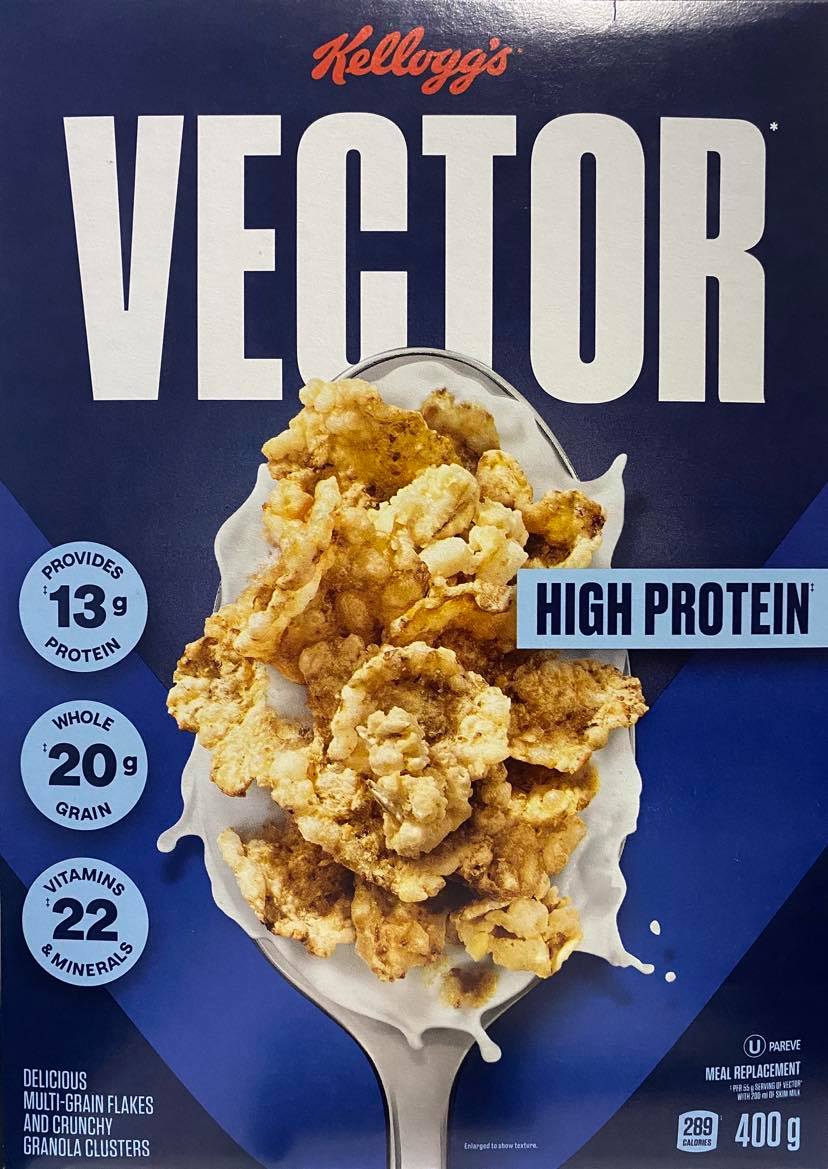 Kellogg's
VECTOR*
PROVIDES
‡13 g
PROTEIN
HIGH PROTEIN‡
WHOLE
‡20 g
GRAIN
VITAMINS
‡22
& MINERALS
DELICIOUS
MULTI-GRAIN FLAKES
AND CRUNCHY
GRANOLA CLUSTERS
Enlarged to show texture.
U PAREVE
MEAL REPLACEMENT
‡ PER 55 g SERVING OF VECTOR*
WITH 200 ml OF SKIM MILK
289‡
CALORIES
400 g